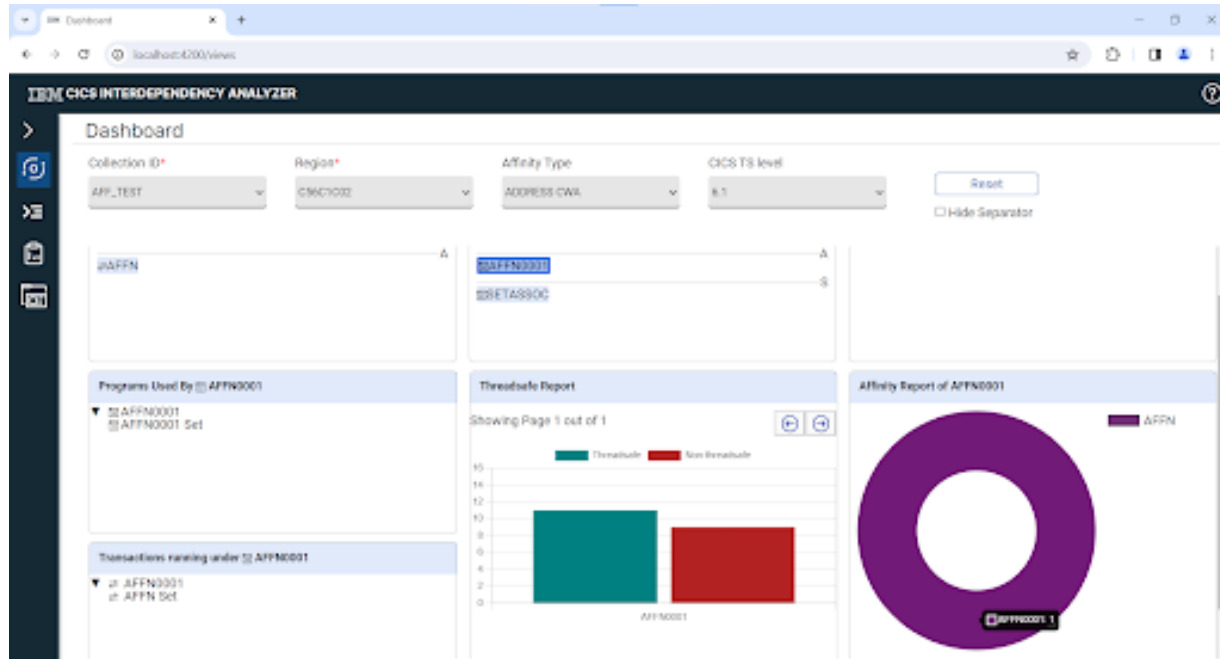 Dashboard
localhost:4200/views
IBM CICS INTERDEPENDENCY ANALYZER
Dashboard
Collection ID* Region* Affinity Type CICS TS level
AFF_TEST C56C1C02 ADDRESS CWA 6.1
Reset
Hide Separator
A
AFFN
A
AFFN0001
S
SETASSOC
Programs Used By AFFN0001
AFFN0001
AFFN0001 Set
Threadsafe Report
Showing Page 1 out of 1
Threadsafe Non threadsafe
16
14
12
10
8
6
4
2
0
AFFN0001
Affinity Report of AFFN0001
AFFN
AFFN0001 1
Transactions running under AFFN0001
AFFN0001
AFFN Set